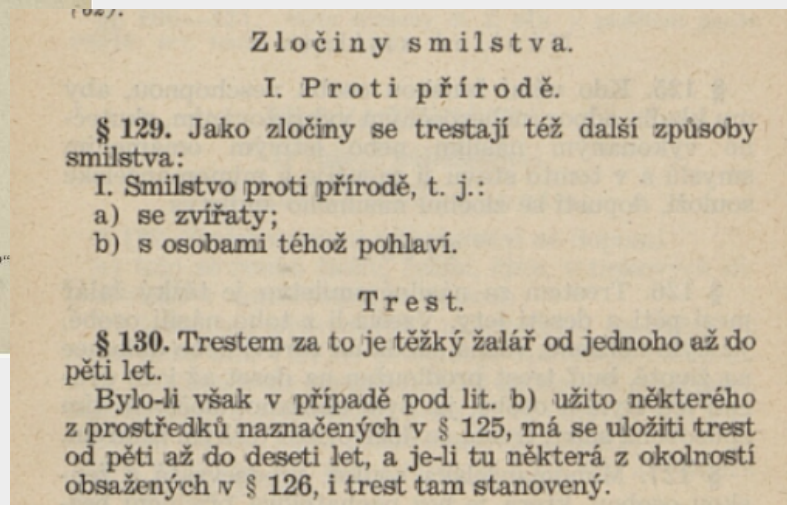 Zločiny smilstva.
I. Proti přírodě.
§ 129. Jako zločiny se trestají též další způsoby
smilstva:
I. Smilstvo proti přírodě, t. j.:
a) se zvířaty;
b) s osobami téhož pohlaví.
Trest.
§ 130. Trestem za to je těžký žalář od jednoho až do
pěti let.
Bylo-li však v případě pod lit. b) užito některého
z prostředků naznačených v § 125, má se uložiti trest
od pěti až do deseti let, a je-li tu některá z okolností
obsažených v § 126, i trest tam stanovený.